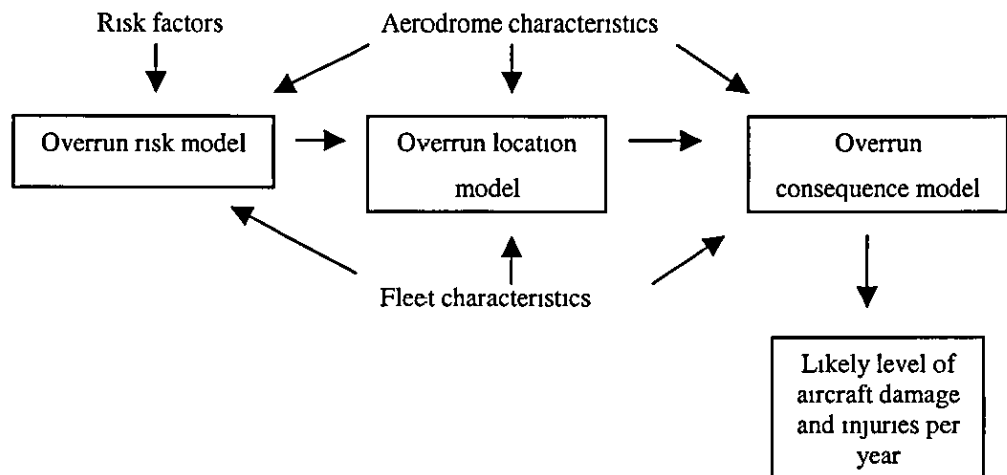 Risk factors
Aerodrome characteristics
Overrun risk model
Overrun location
model
Overrun
consequence model
Fleet characteristics
Likely level of
aircraft damage
and injuries per
year